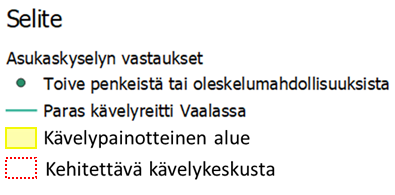 Selite
Asukaskyselyn vastaukset
Toive penkeistä tai oleskelumahdollisuuksista
Paras kävelyreitti Vaalassa
Kävelypainotteinen alue
Kehitettävä kävelykeskusta